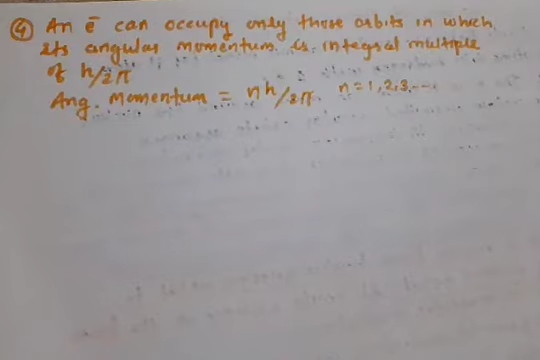 ④ An ē can occupy only those orbits in which
its angular momentum is integral multiple
of h/2π
Ang. Momentum = nh/2π n=1,2,3,...